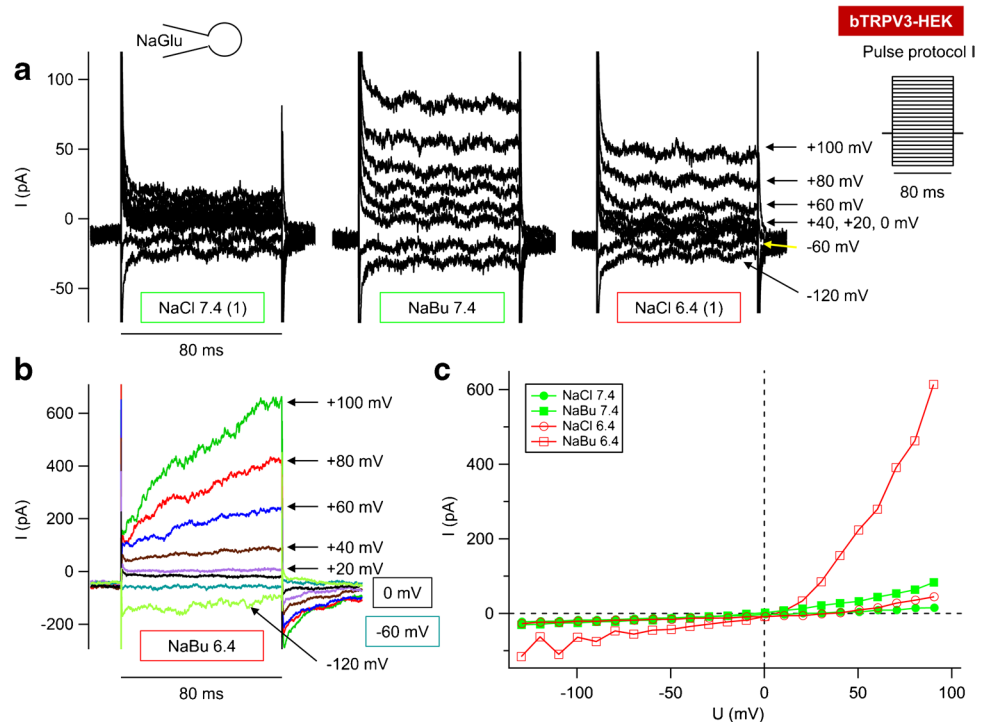 bTRPV3-HEK
Pulse protocol I
80 ms
NaGlu
a
I (pA)
100
50
0
-50
NaCl 7.4 (1)
NaBu 7.4
NaCl 6.4 (1)
+100 mV
+80 mV
+60 mV
+40, +20, 0 mV
-60 mV
-120 mV
80 ms
b
I (pA)
600
400
200
0
-200
+100 mV
+80 mV
+60 mV
+40 mV
+20 mV
0 mV
-60 mV
-120 mV
NaBu 6.4
80 ms
c
I (pA)
600
400
200
0
NaCl 7.4
NaBu 7.4
NaCl 6.4
NaBu 6.4
-100 -50 0 50 100
U (mV)